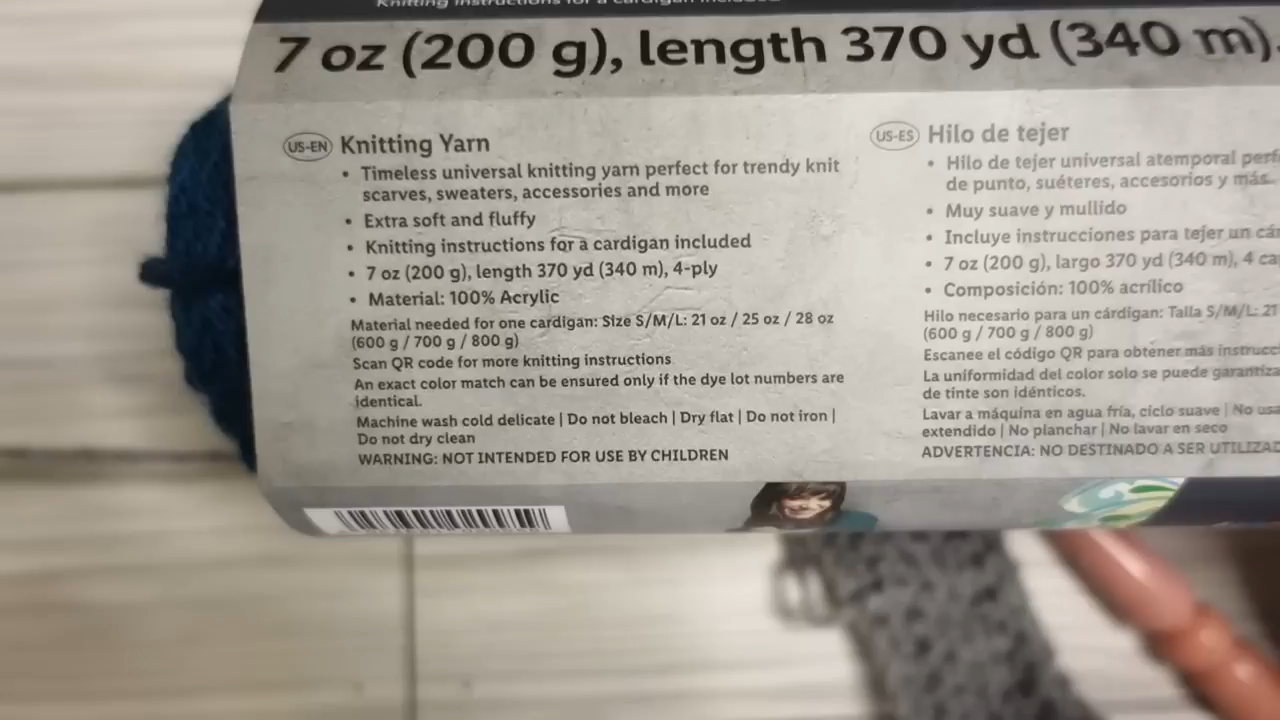 Knitting instructions for a cardigan included
7 oz (200 g), length 370 yd (340 m),
US-EN Knitting Yarn
• Timeless universal knitting yarn perfect for trendy knit
scarves, sweaters, accessories and more
• Extra soft and fluffy
• Knitting instructions for a cardigan included
• 7 oz (200 g), length 370 yd (340 m), 4-ply
• Material: 100% Acrylic
Material needed for one cardigan: Size S/M/L: 21 oz / 25 oz / 28 oz
(600 g / 700 g / 800 g)
Scan QR code for more knitting instructions
An exact color match can be ensured only if the dye lot numbers are
identical.
Machine wash cold delicate | Do not bleach | Dry flat | Do not iron |
Do not dry clean
WARNING: NOT INTENDED FOR USE BY CHILDREN
US-ES Hilo de tejer
• Hilo de tejer universal atemporal
de punto, suéteres, accesorios y más.
• Muy suave y mullido
• Incluye instrucciones para tejer un
• 7 oz (200 g), largo 370 yd (340 m), 4
• Composición: 100% acrílico
Hilo necesario para un cárdigan: Talla S/M/L: 21
(600 g / 700 g / 800 g)
Escanee el código QR para obtener más
La uniformidad del color solo se puede
de tinte son idénticos.
Lavar a máquina en agua fría, ciclo suave | No
extendido | No planchar | No lavar en seco
ADVERTENCIA: NO DESTINADO A SER